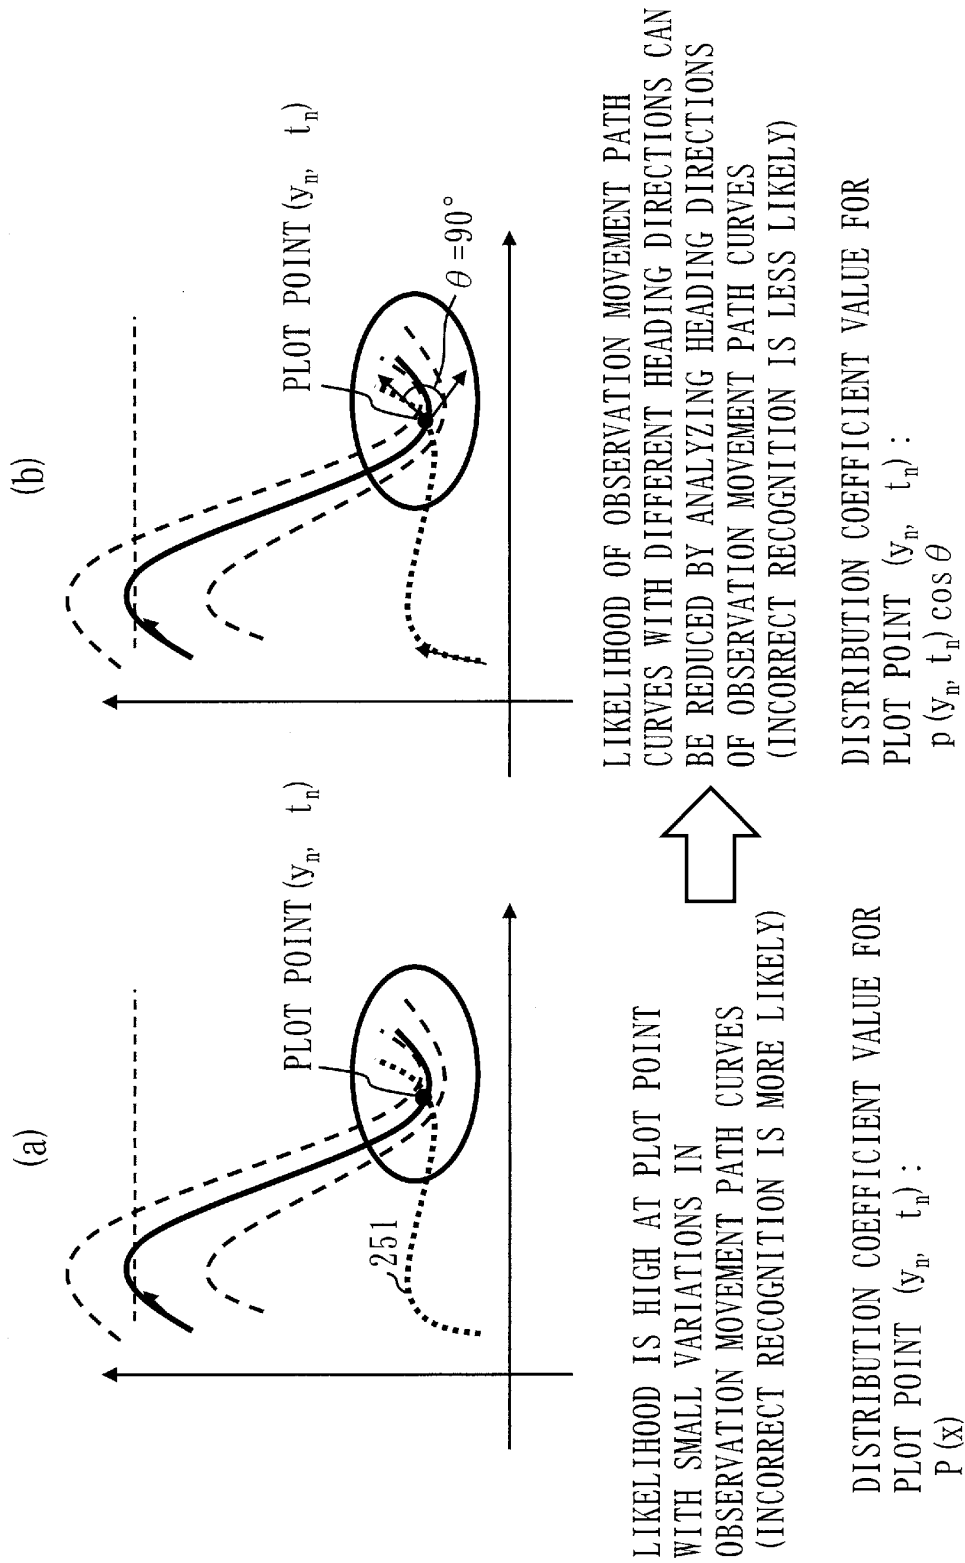 (a)
PLOT POINT (yn, tn)
251
LIKELIHOOD IS HIGH AT PLOT POINT
WITH SMALL VARIATIONS IN
OBSERVATION MOVEMENT PATH CURVES
(INCORRECT RECOGNITION IS MORE LIKELY)
DISTRIBUTION COEFFICIENT VALUE FOR
PLOT POINT (yn, tn) :
P (x)
(b)
PLOT POINT (yn, tn)
θ =90°
LIKELIHOOD OF OBSERVATION MOVEMENT PATH
CURVES WITH DIFFERENT HEADING DIRECTIONS CAN
BE REDUCED BY ANALYZING HEADING DIRECTIONS
OF OBSERVATION MOVEMENT PATH CURVES
(INCORRECT RECOGNITION IS LESS LIKELY)
DISTRIBUTION COEFFICIENT VALUE FOR
PLOT POINT (yn, tn) :
p (yn, tn) cos θ